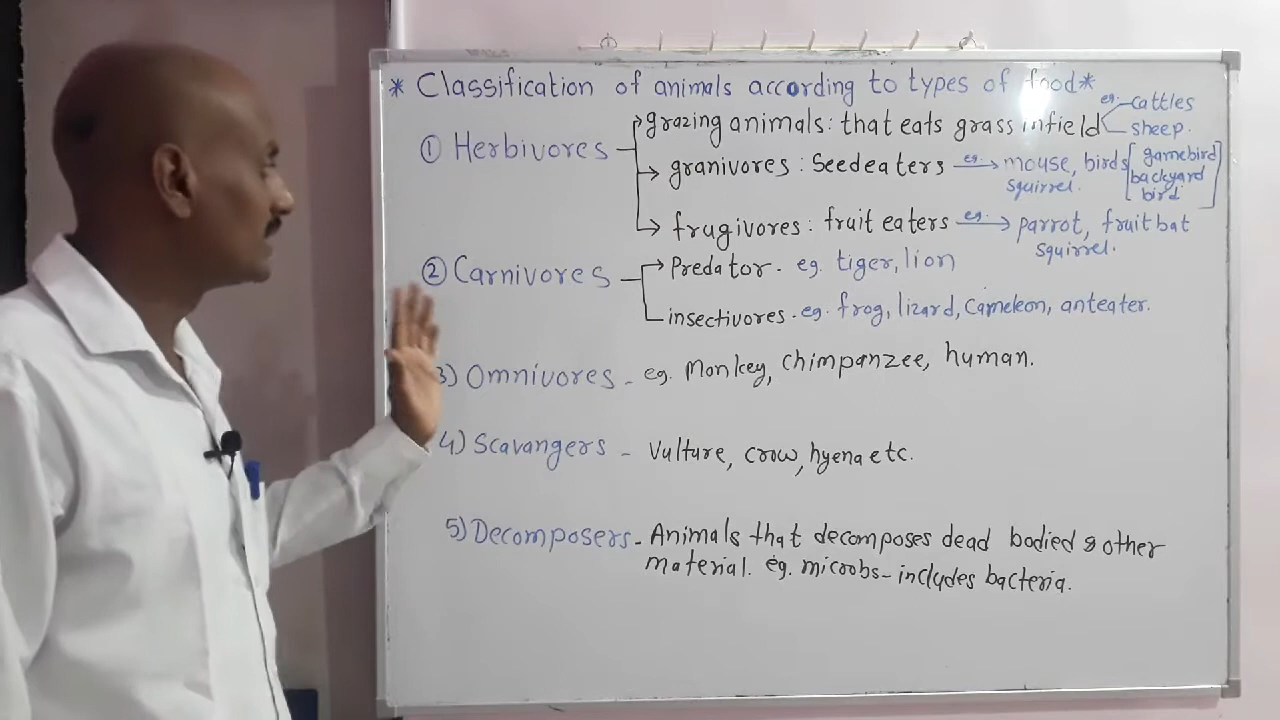 * Classification of animals according to types of food *
① Herbivores
grazing animals: that eats grass infield eg. cattles
sheep.
granivores: Seedeaters eg. mouse, birds [gamebird
squirrel. backyard
bird]
frugivores: fruit eaters eg. parrot, fruit bat
squirrel.
② Carnivores
Predator. eg. tiger, lion
insectivores. eg. frog, lizard, Cameleon, anteater.
3) Omnivores - eg. Monkey, chimpanzee, human.
4) Scavangers - Vulture, crow, hyena etc.
5) Decomposers - Animals that decomposes dead bodied & other
material. eg. microbs - includes bacteria.